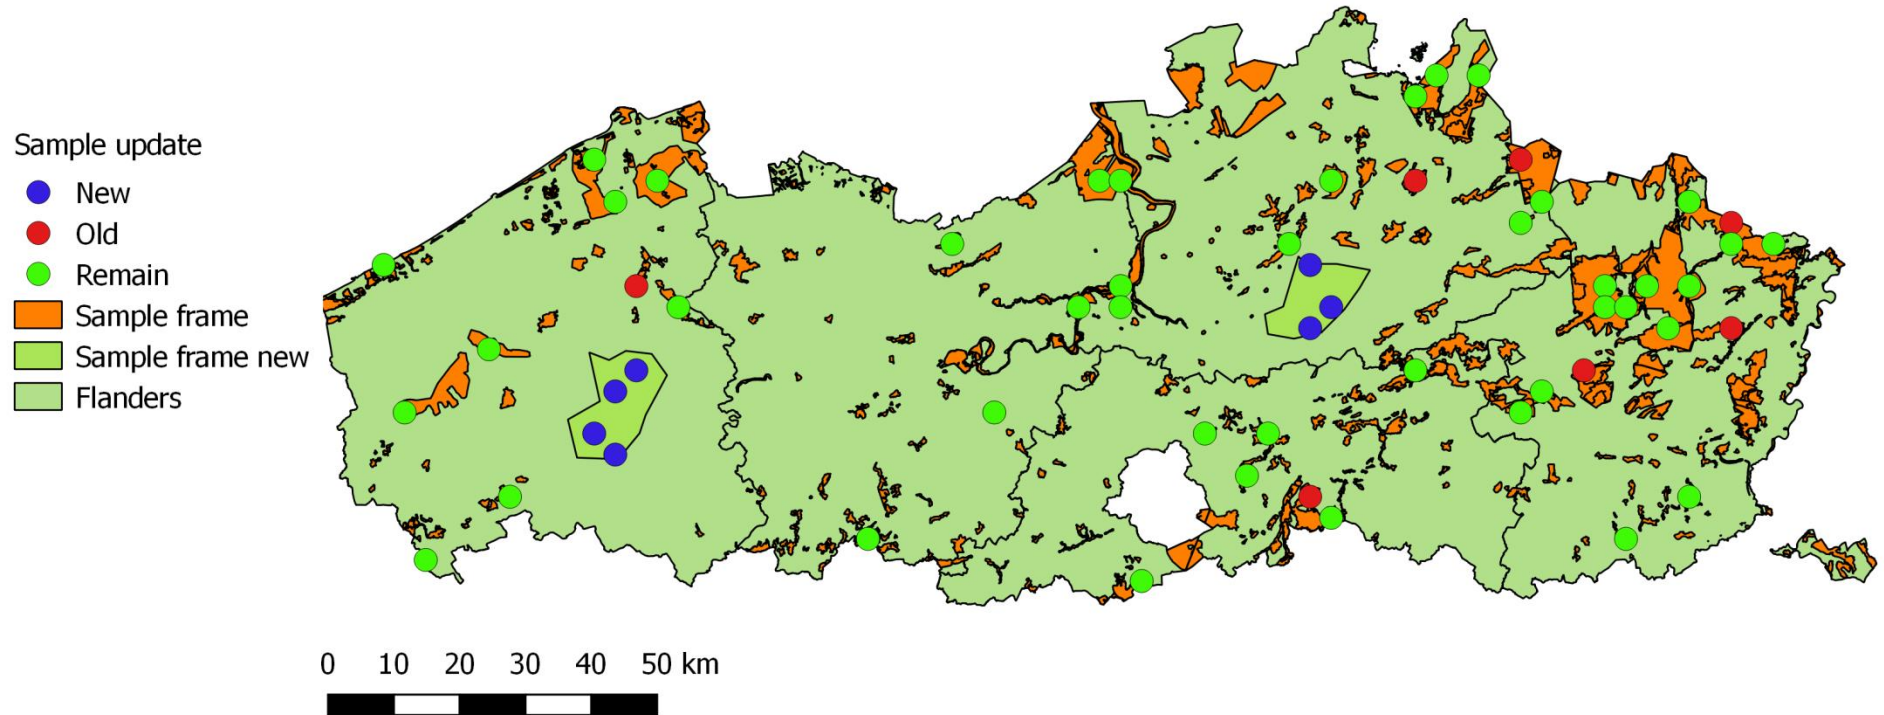 Sample update
New
Old
Remain
Sample frame
Sample frame new
Flanders
0 10 20 30 40 50 km